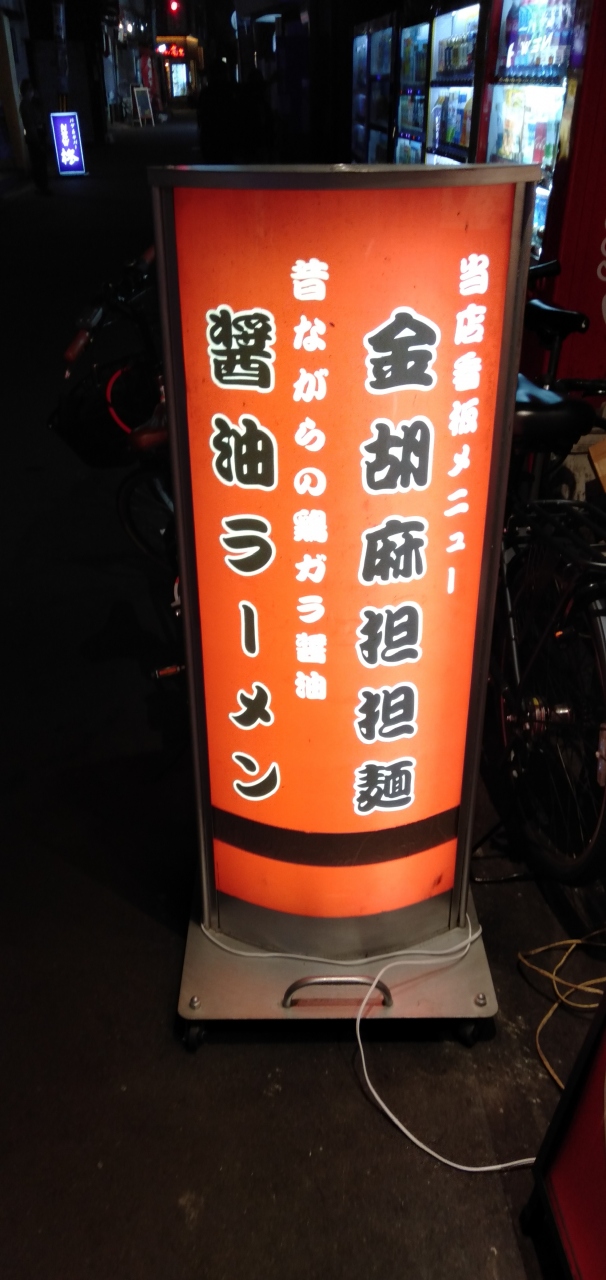 当店看板メニュー
金胡麻担担麺
昔ながらの鶏ガラ醤油
醤油ラーメン